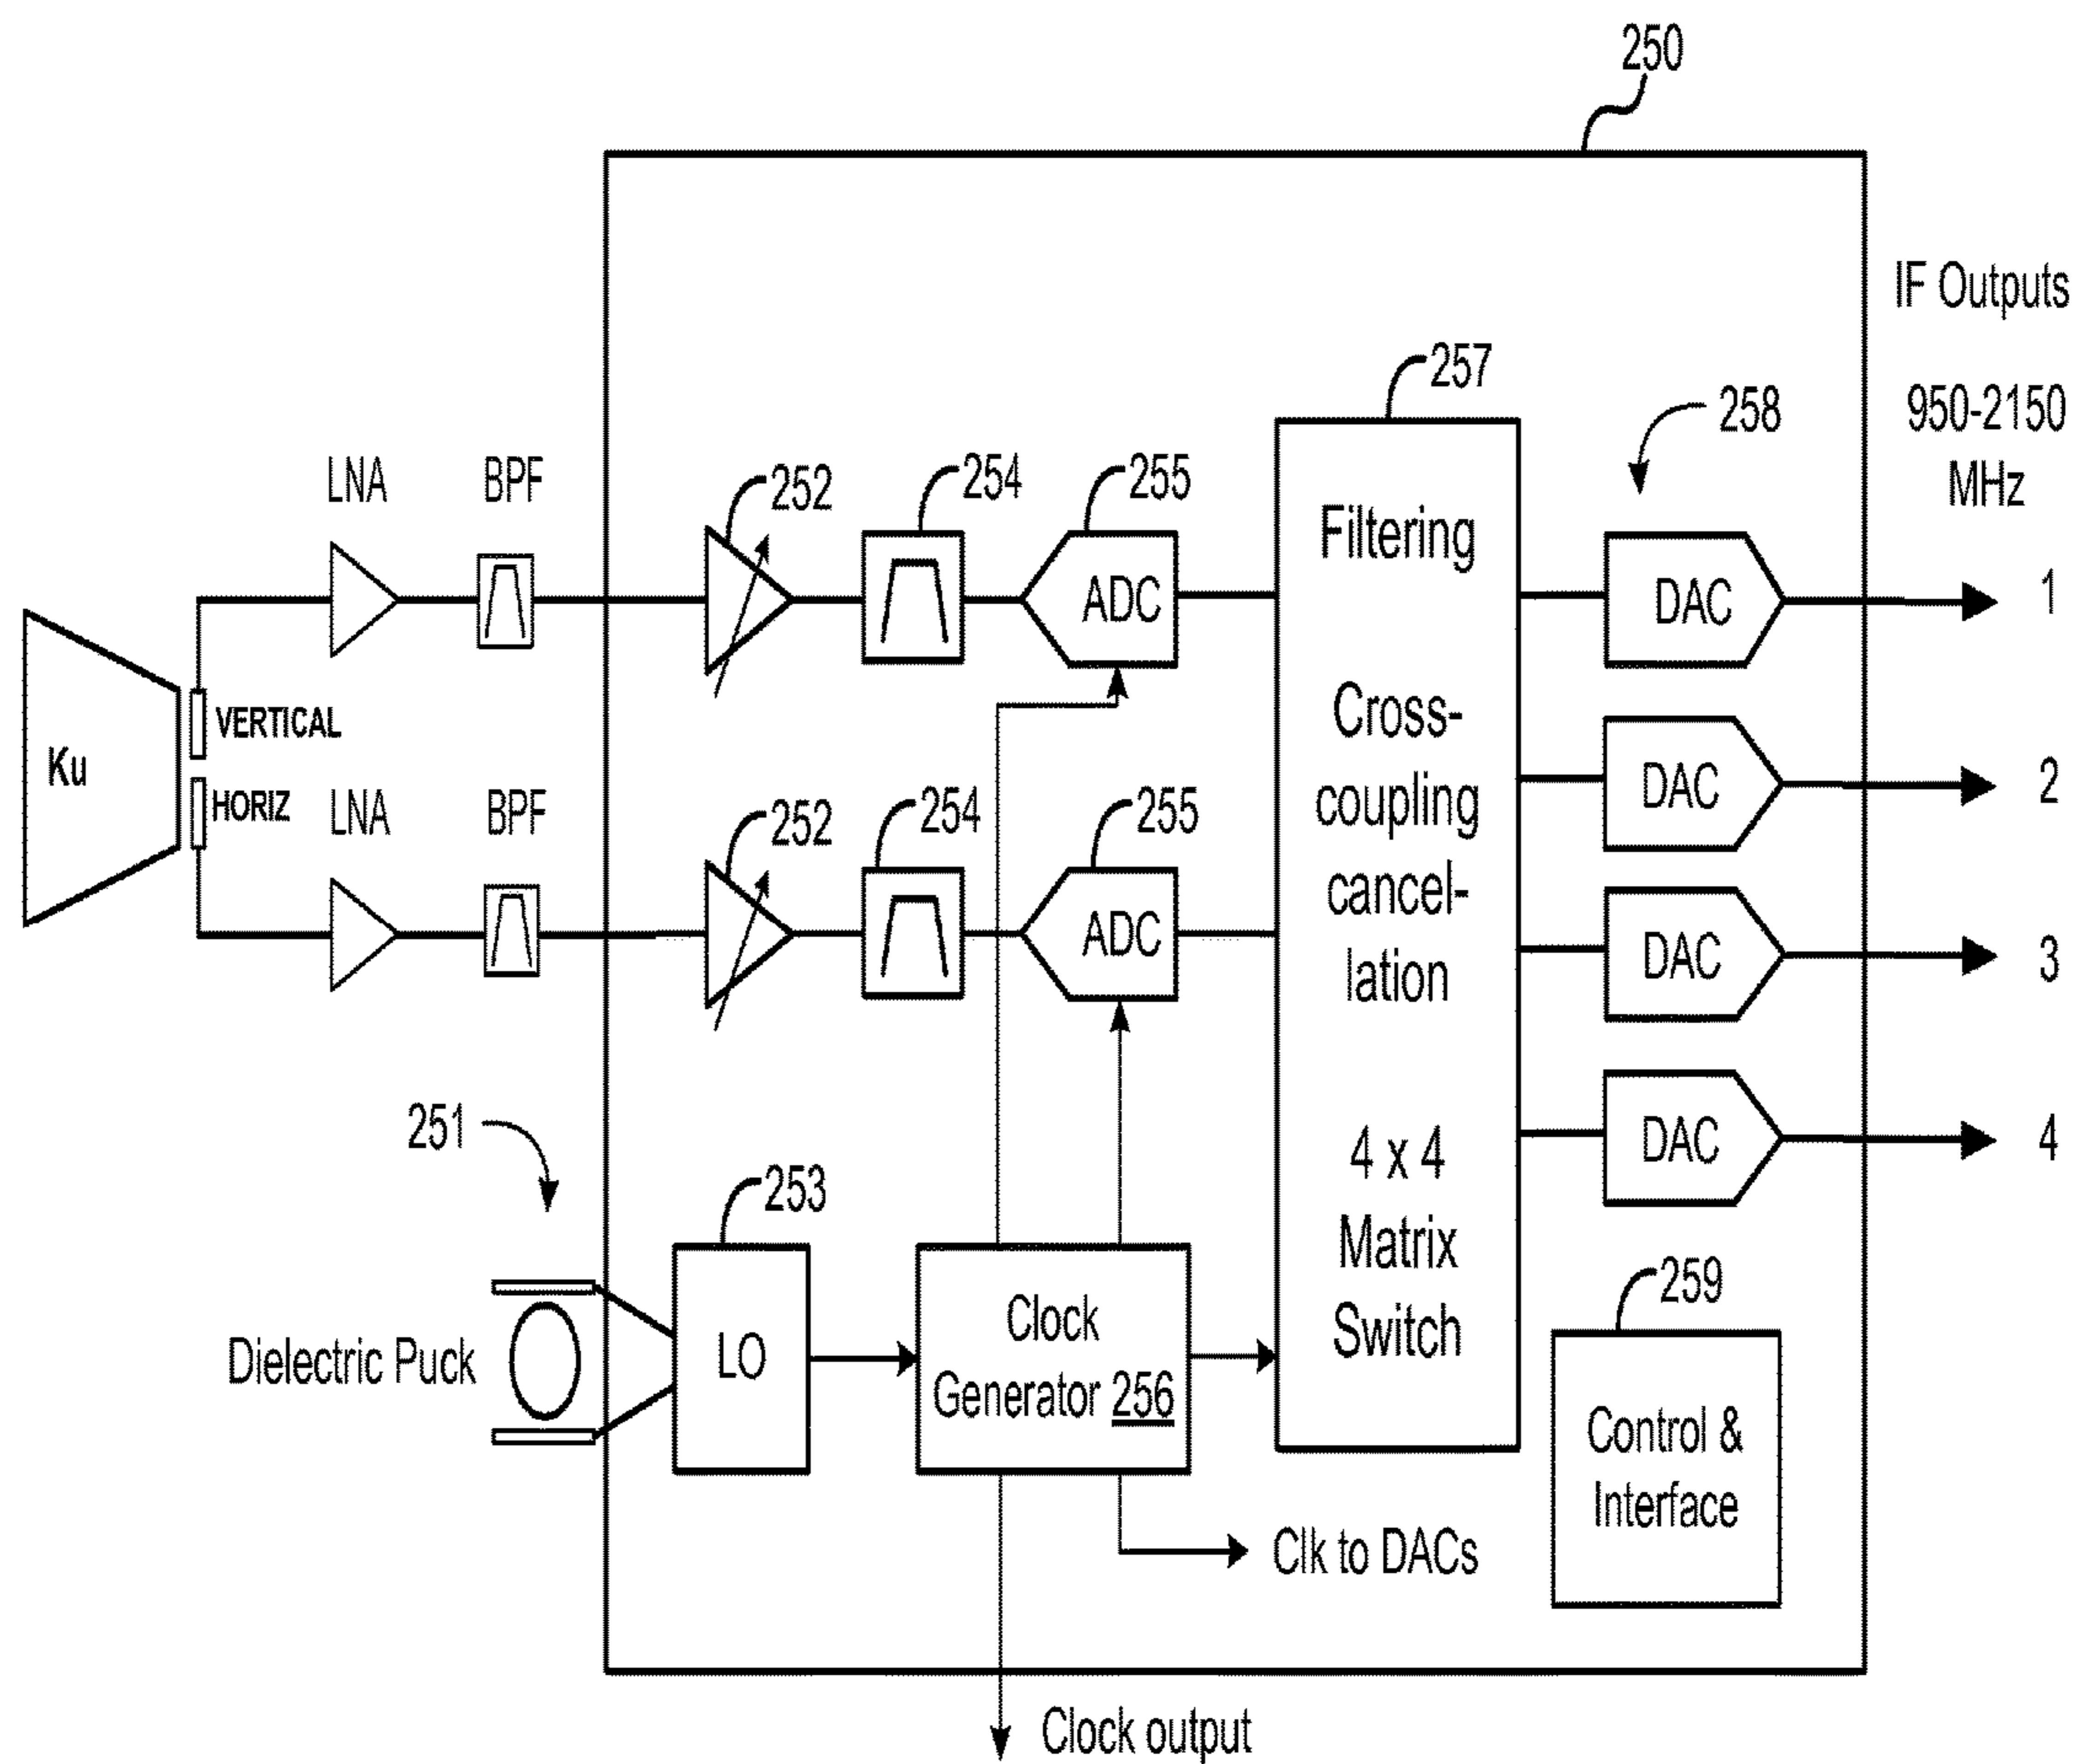 250
IF Outputs
950-2150
MHz
257
258
LNA
BPF
252
254
255
Filtering
ADC
DAC
1
Cross-
coupling
cancel-
lation
VERTICAL
Ku
HORIZ
DAC
2
LNA
BPF
252
254
255
ADC
DAC
3
251
253
4 x 4
Matrix
Switch
DAC
4
259
Dielectric Puck
LO
Clock
Generator 256
Control &
Interface
Clk to DACs
Clock output